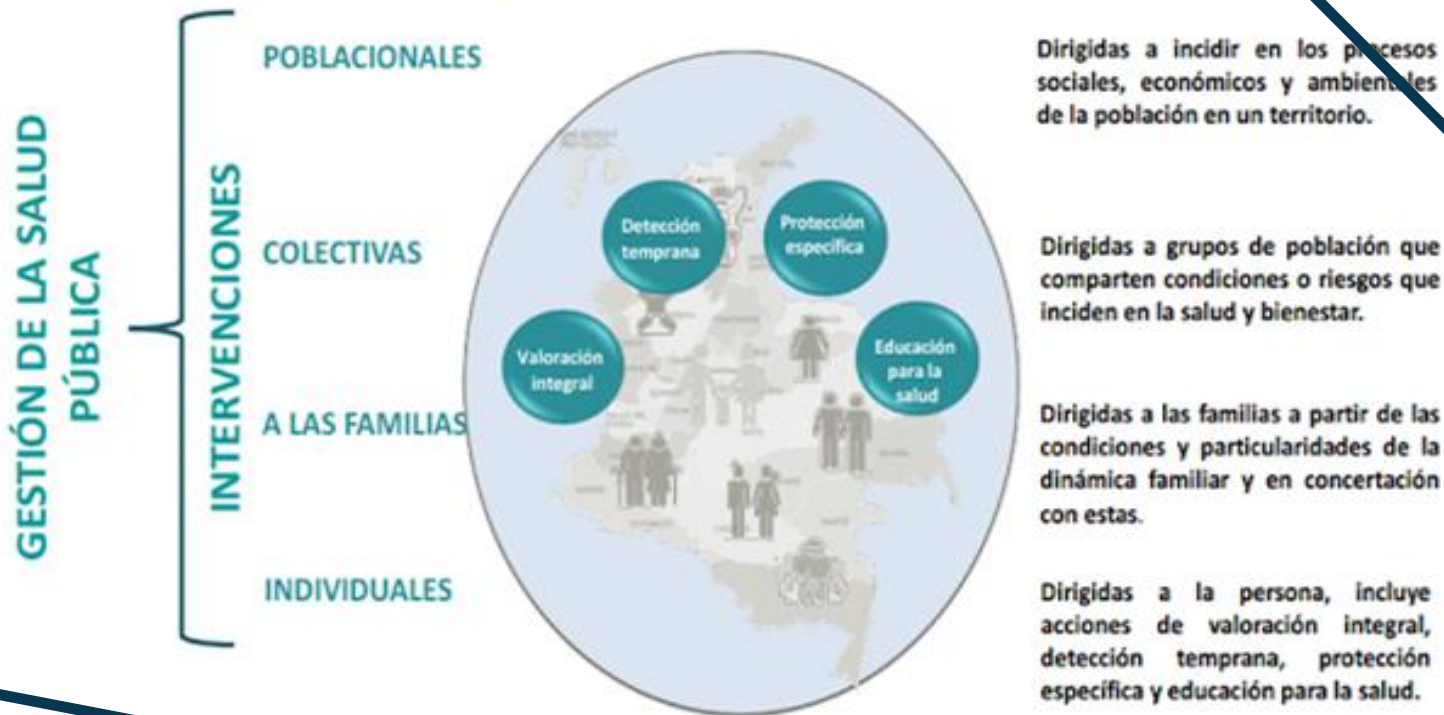 GESTIÓN DE LA SALUD
PÚBLICA
INTERVENCIONES
POBLACIONALES
Dirigidas a incidir en los procesos
sociales, económicos y ambientales
de la población en un territorio.
COLECTIVAS
Dirigidas a grupos de población que
comparten condiciones o riesgos que
inciden en la salud y bienestar.
A LAS FAMILIAS
Dirigidas a las familias a partir de las
condiciones y particularidades de la
dinámica familiar y en concertación
con estas.
INDIVIDUALES
Dirigidas a la persona, incluye
acciones de valoración integral,
detección temprana, protección
específica y educación para la salud.
Valoración
integral
Detección
temprana
Protección
específica
Educación
para la
salud